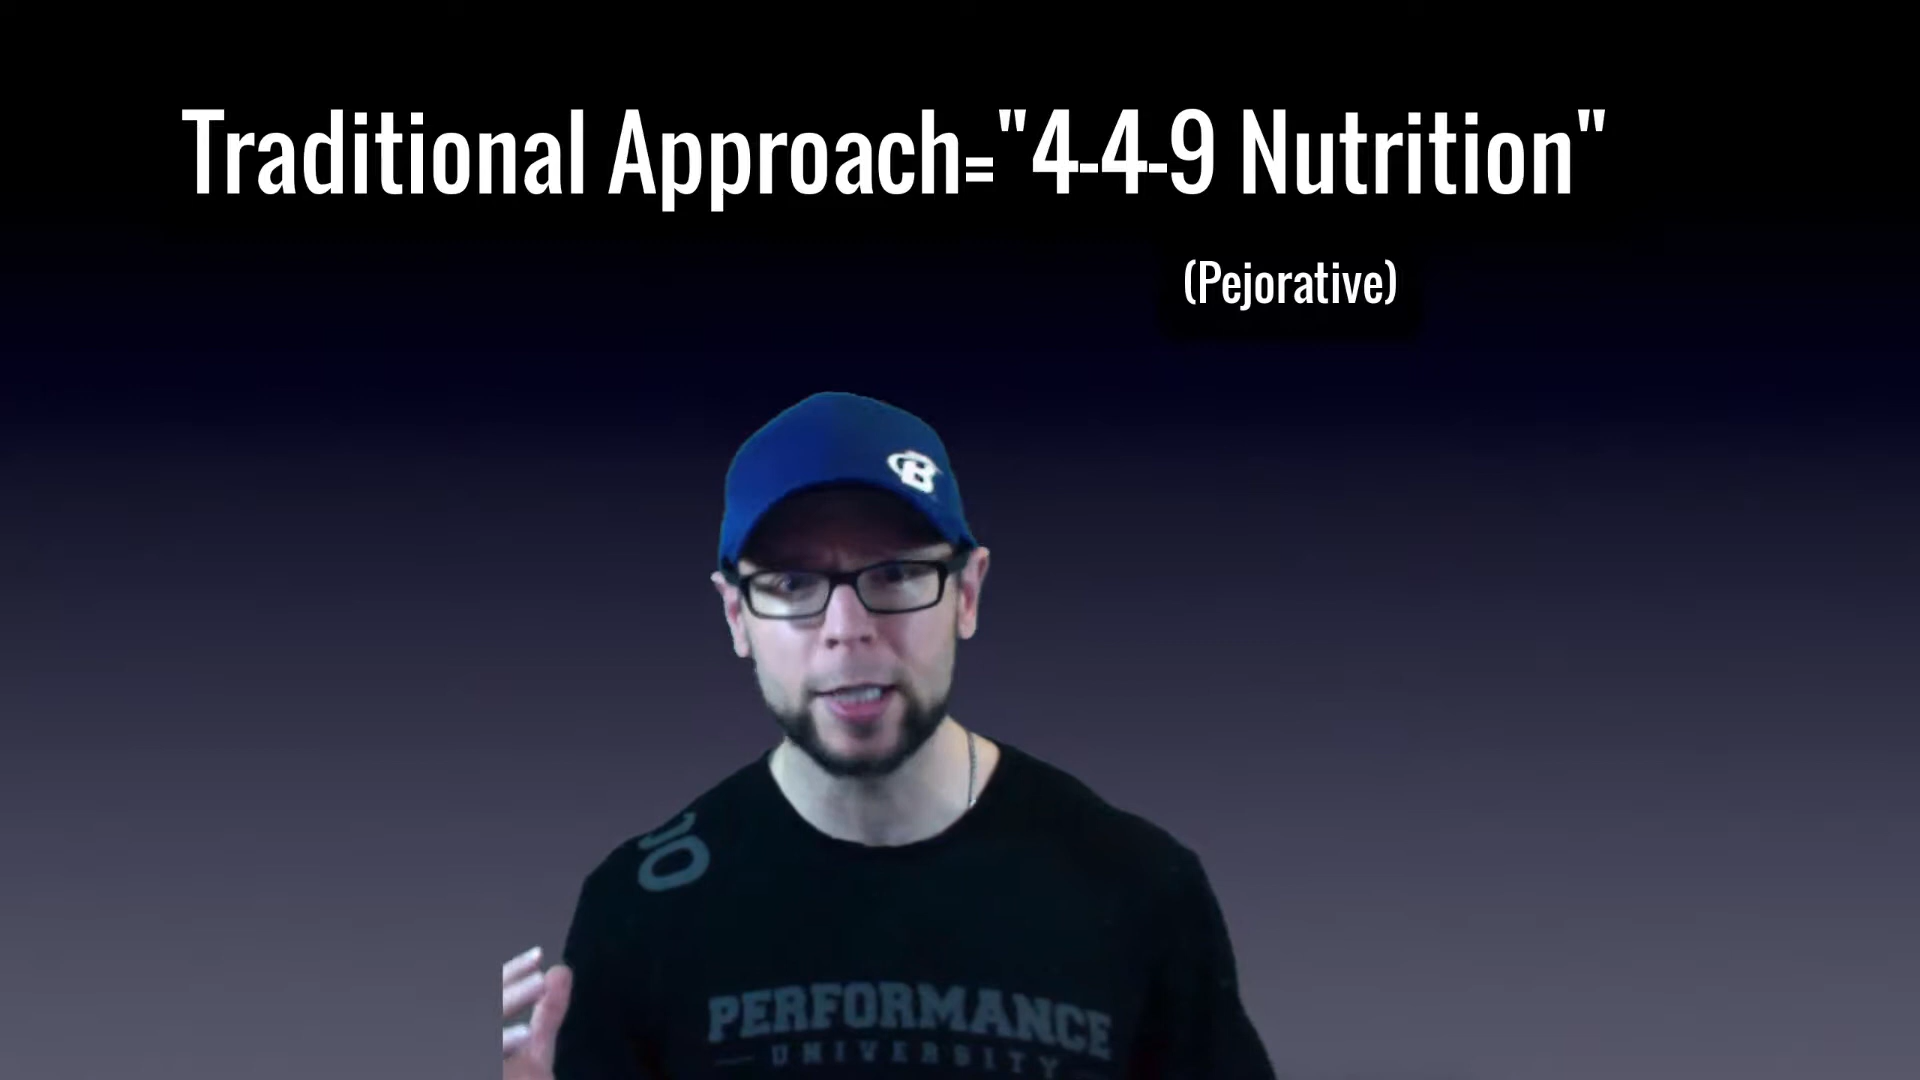 Traditional Approach="4-4-9 Nutrition"
(Pejorative)
B
PERFORMANCE
UNIVERSITY